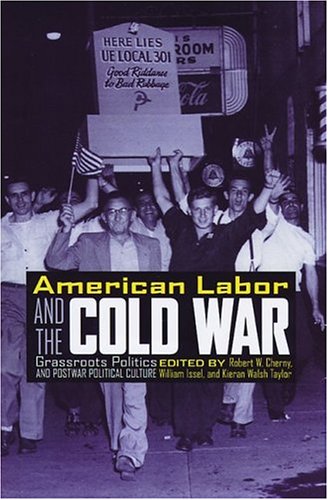 HERE LIES
UE LOCAL 301
Good Riddance
to Bad Rubbage
ROOM
Coca-Cola
American Labor
AND THE COLD WAR
Grassroots Politics
AND POSTWAR POLITICAL CULTURE
EDITED BY Robert W. Cherny,
William Issel, and Kieran Walsh Taylor